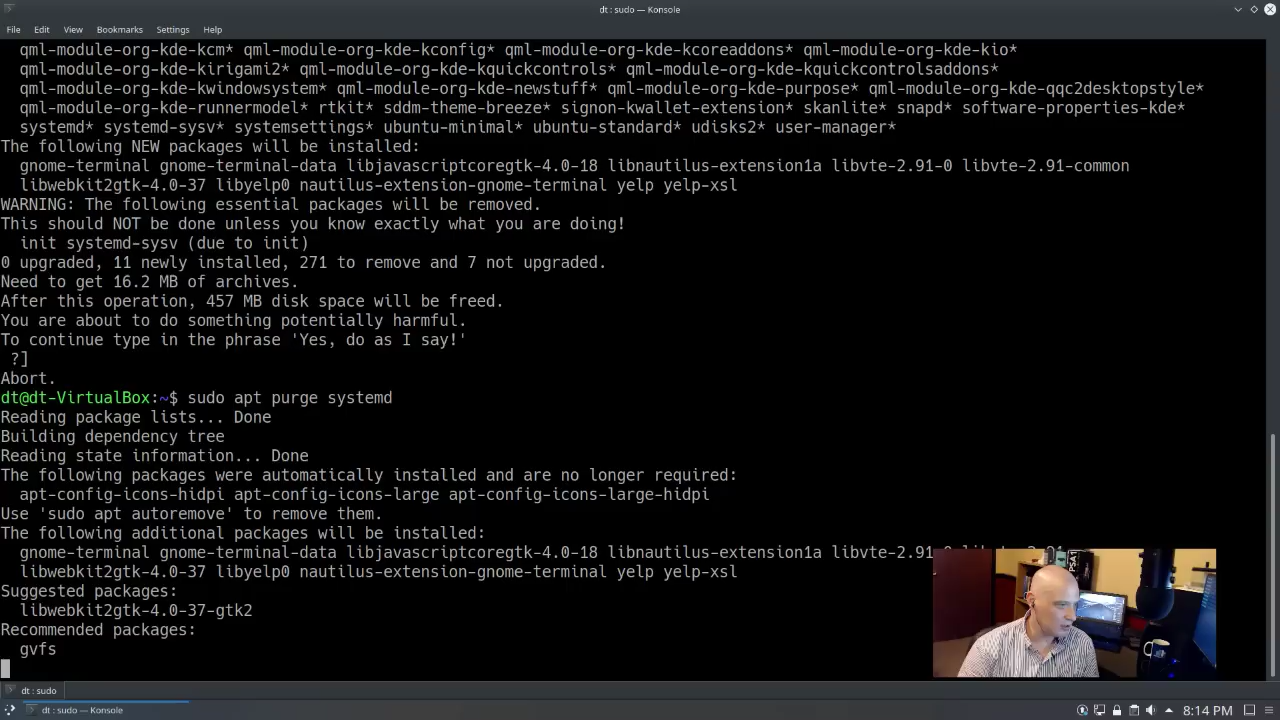 dt : sudo — Konsole
File Edit View Bookmarks Settings Help
qml-module-org-kde-kcm* qml-module-org-kde-kconfig* qml-module-org-kde-kcoreaddons* qml-module-org-kde-kio*
qml-module-org-kde-kirigami2* qml-module-org-kde-kquickcontrols* qml-module-org-kde-kquickcontrolsaddons*
qml-module-org-kde-kwindowsystem* qml-module-org-kde-newstuff* qml-module-org-kde-purpose* qml-module-org-kde-qqc2desktopstyle*
qml-module-org-kde-runnermodel* rtkit* sddm-theme-breeze* signon-kwallet-extension* skanlite* snapd* software-properties-kde*
systemd* systemd-sysv* systemsettings* ubuntu-minimal* ubuntu-standard* udisks2* user-manager*
The following NEW packages will be installed:
gnome-terminal gnome-terminal-data libjavascriptcoregtk-4.0-18 libnautilus-extension1a libvte-2.91-0 libvte-2.91-common
libwebkit2gtk-4.0-37 libyelp0 nautilus-extension-gnome-terminal yelp yelp-xsl
WARNING: The following essential packages will be removed.
This should NOT be done unless you know exactly what you are doing!
init systemd-sysv (due to init)
0 upgraded, 11 newly installed, 271 to remove and 7 not upgraded.
Need to get 16.2 MB of archives.
After this operation, 457 MB disk space will be freed.
You are about to do something potentially harmful.
To continue type in the phrase 'Yes, do as I say!'
?]
Abort.
dt@dt-VirtualBox:~$ sudo apt purge systemd
Reading package lists... Done
Building dependency tree
Reading state information... Done
The following packages were automatically installed and are no longer required:
apt-config-icons-hidpi apt-config-icons-large apt-config-icons-large-hidpi
Use 'sudo apt autoremove' to remove them.
The following additional packages will be installed:
gnome-terminal gnome-terminal-data libjavascriptcoregtk-4.0-18 libnautilus-extension1a
libwebkit2gtk-4.0-37 libyelp0 nautilus-extension-gnome-terminal yelp yelp-xsl
Suggested packages:
libwebkit2gtk-4.0-37-gtk2
Recommended packages:
gvfs
dt : sudo
dt : sudo — Konsole
8:14 PM